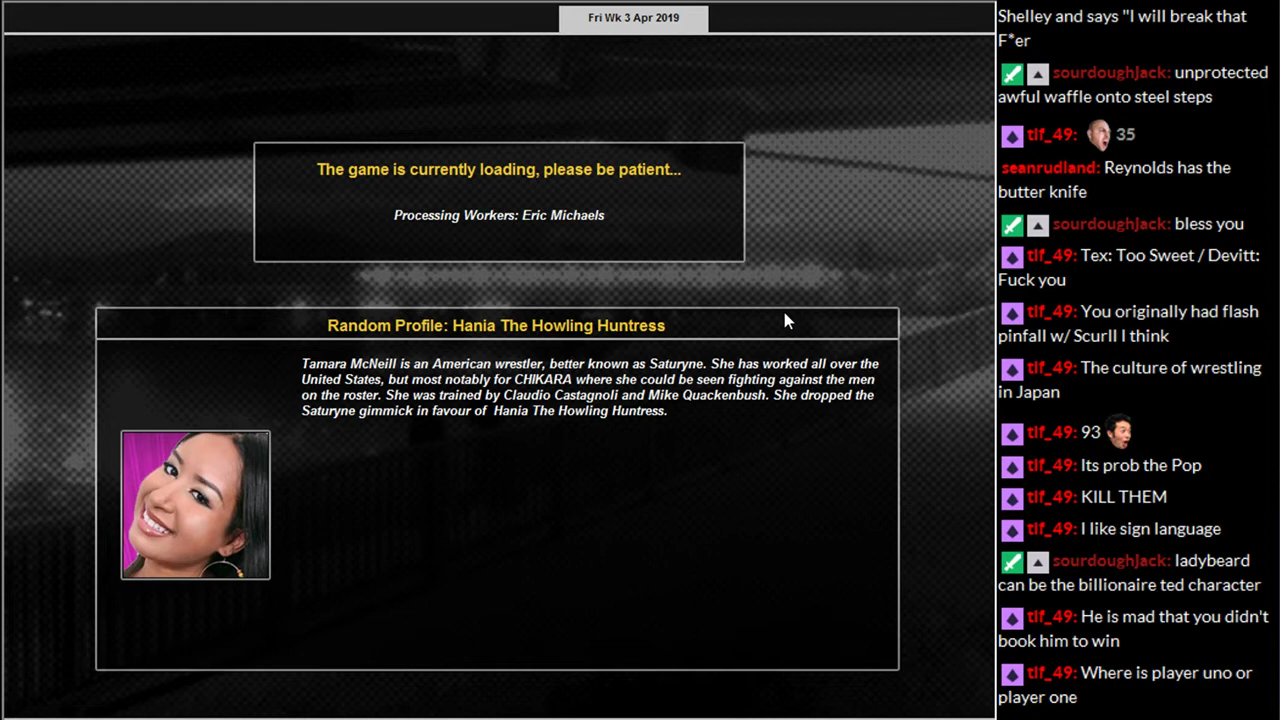 Fri Wk 3 Apr 2019
The game is currently loading, please be patient...
Processing Workers: Eric Michaels
Random Profile: Hania The Howling Huntress
Tamara McNeill is an American wrestler, better known as Saturyne. She has worked all over the
United States, but most notably for CHIKARA where she could be seen fighting against the men
on the roster. She was trained by Claudio Castagnoli and Mike Quackenbush. She dropped the
Saturyne gimmick in favour of Hania The Howling Huntress.
Shelley and says "I will break that
F*er
sourdoughjack: unprotected
awful waffle onto steel steps
tlf_49: 35
seanrudland: Reynolds has the
butter knife
sourdoughjack: bless you
tlf_49: Tex: Too Sweet / Devitt:
Fuck you
tlf_49: You originally had flash
pinfall w/ Scurll I think
tlf_49: The culture of wrestling
in Japan
tlf_49: 93
tlf_49: Its prob the Pop
tlf_49: KILL THEM
tlf_49: I like sign language
sourdoughjack: ladybeard
can be the billionaire ted character
tlf_49: He is mad that you didn't
book him to win
tlf_49: Where is player uno or
player one